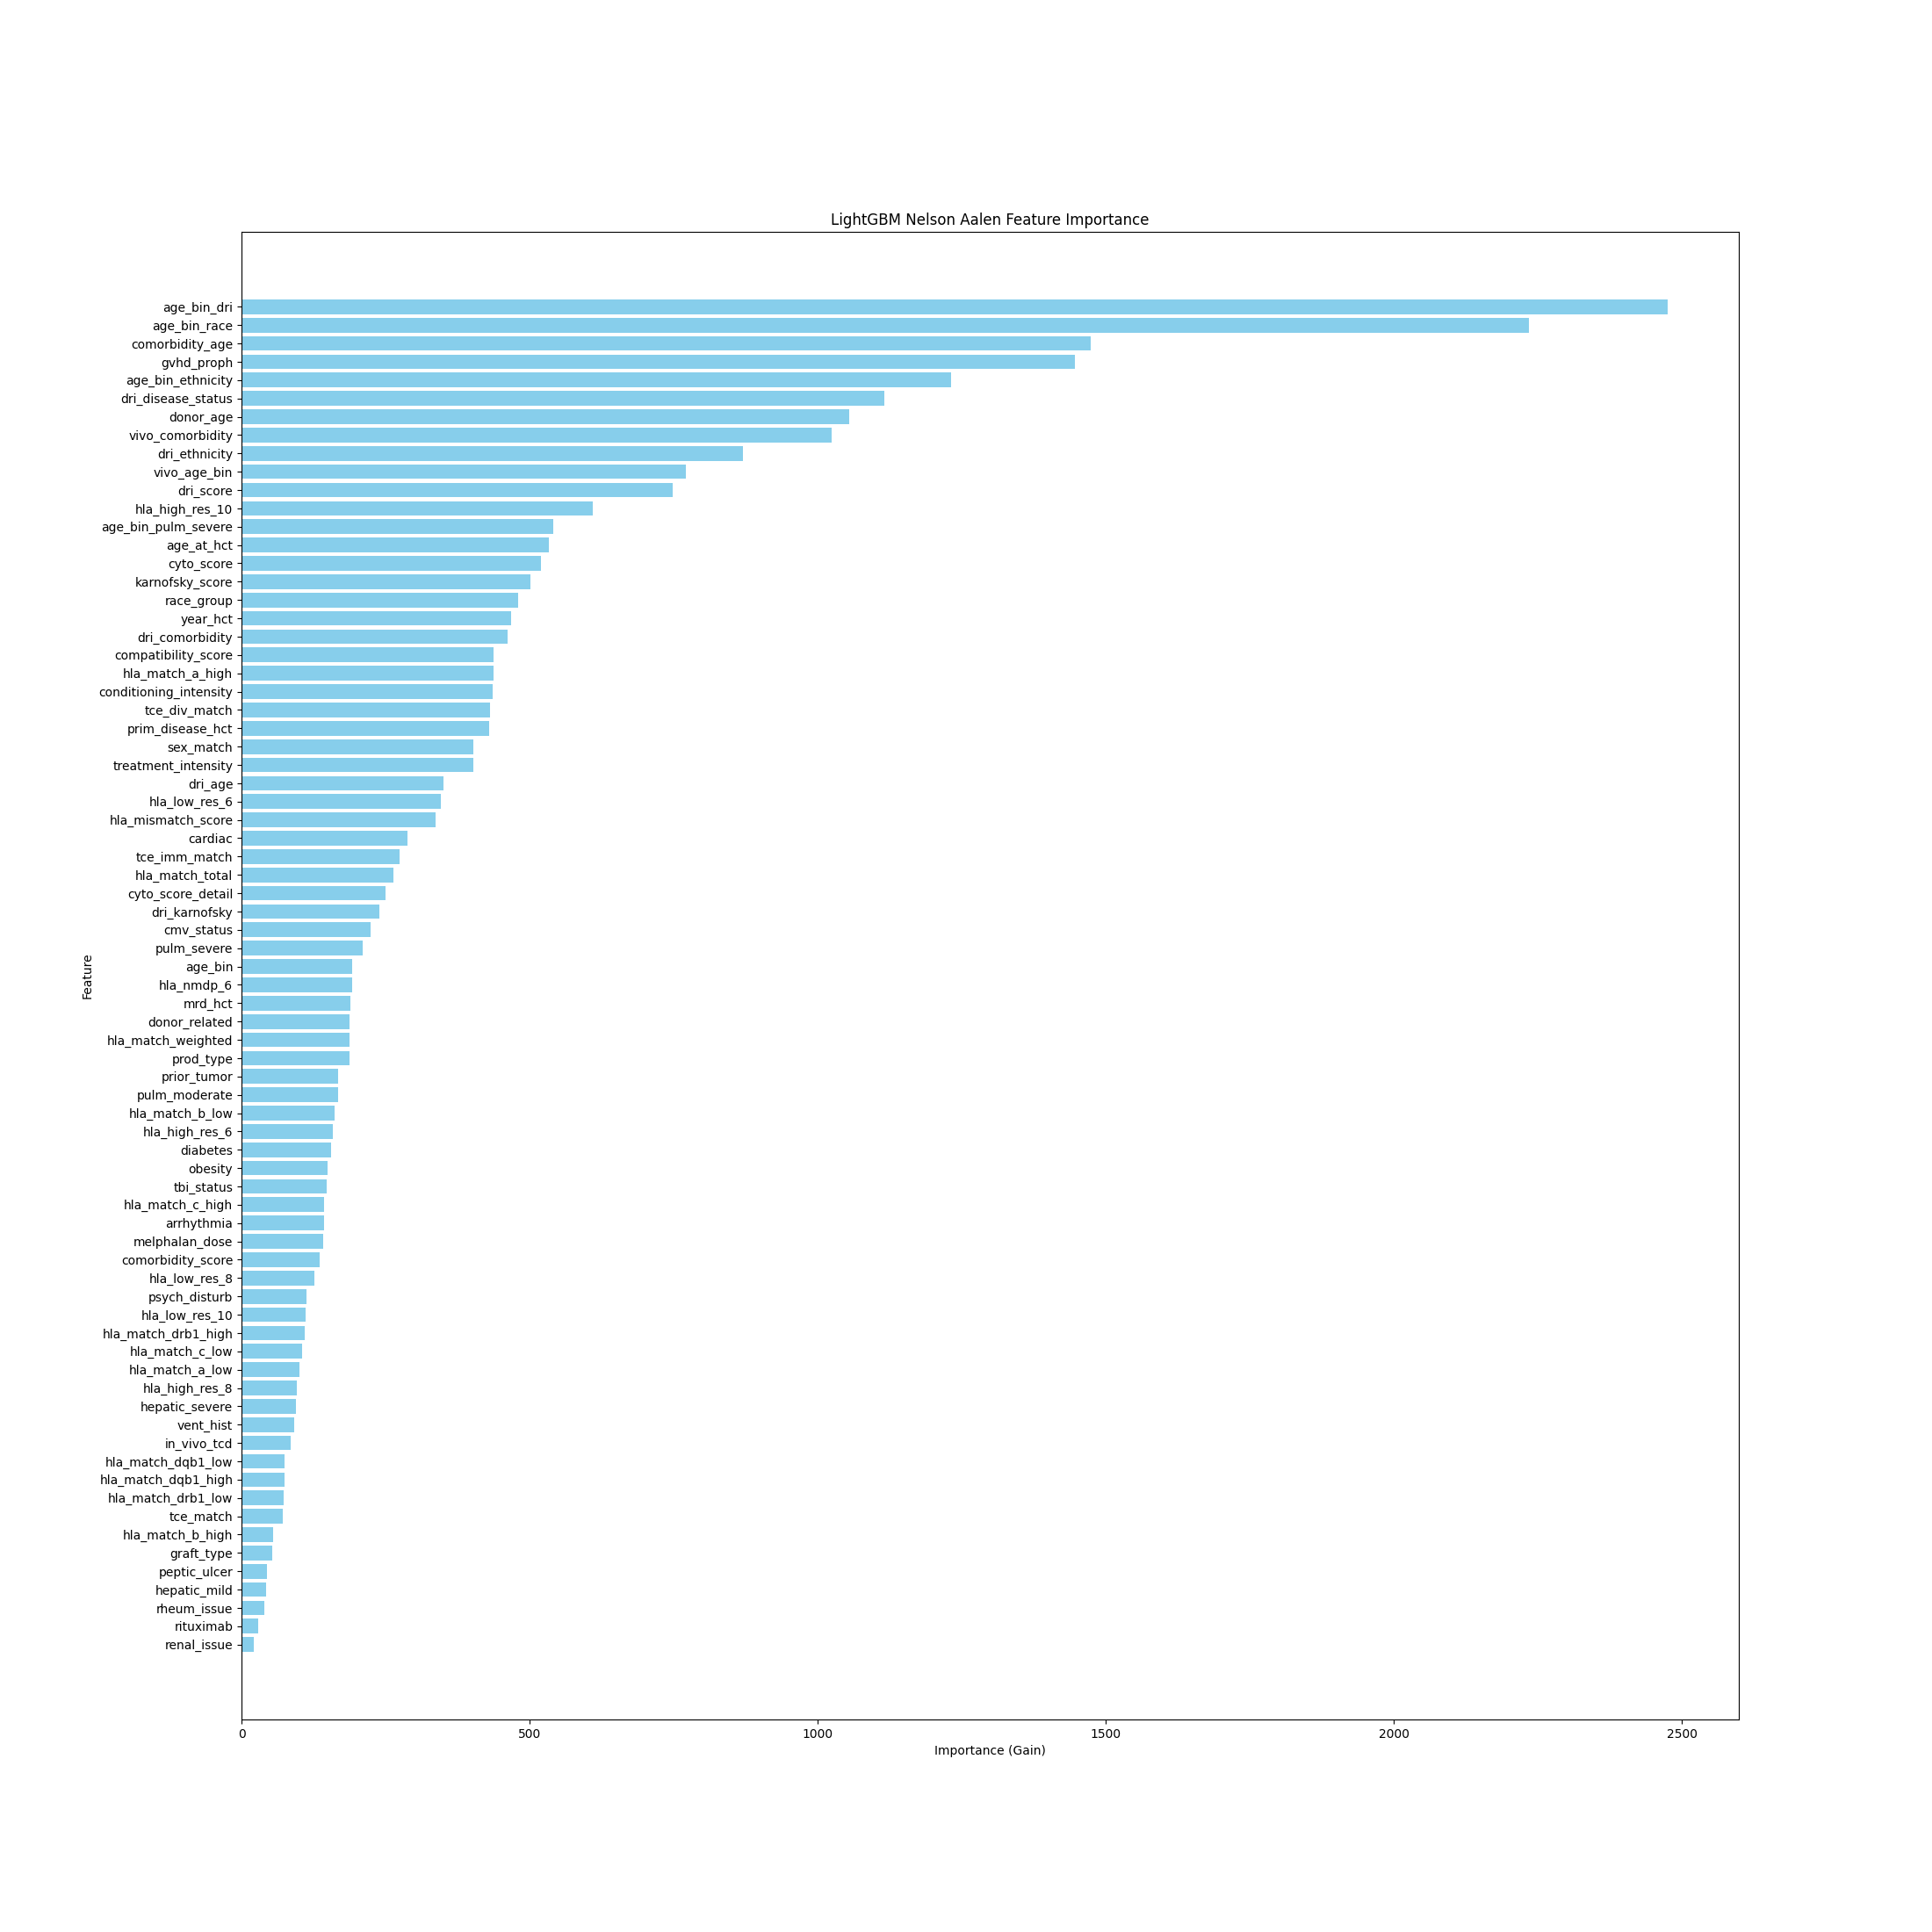 LightGBM Nelson Aalen Feature Importance
age_bin_dri
age_bin_race
comorbidity_age
gvhd_proph
age_bin_ethnicity
dri_disease_status
donor_age
vivo_comorbidity
dri_ethnicity
vivo_age_bin
dri_score
hla_high_res_10
age_bin_pulm_severe
age_at_hct
cyto_score
karnofsky_score
race_group
year_hct
dri_comorbidity
compatibility_score
hla_match_a_high
conditioning_intensity
tce_div_match
prim_disease_hct
sex_match
treatment_intensity
dri_age
hla_low_res_6
hla_mismatch_score
cardiac
tce_imm_match
hla_match_total
cyto_score_detail
dri_karnofsky
cmv_status
pulm_severe
age_bin
hla_nmdp_6
mrd_hct
donor_related
hla_match_weighted
prod_type
prior_tumor
pulm_moderate
hla_match_b_low
hla_high_res_6
diabetes
obesity
tbi_status
hla_match_c_high
arrhythmia
melphalan_dose
comorbidity_score
hla_low_res_8
psych_disturb
hla_low_res_10
hla_match_drb1_high
hla_match_c_low
hla_match_a_low
hla_high_res_8
hepatic_severe
vent_hist
in_vivo_tcd
hla_match_dqb1_low
hla_match_dqb1_high
hla_match_drb1_low
tce_match
hla_match_b_high
graft_type
peptic_ulcer
hepatic_mild
rheum_issue
rituximab
renal_issue
Feature
0 500 1000 1500 2000 2500
Importance (Gain)